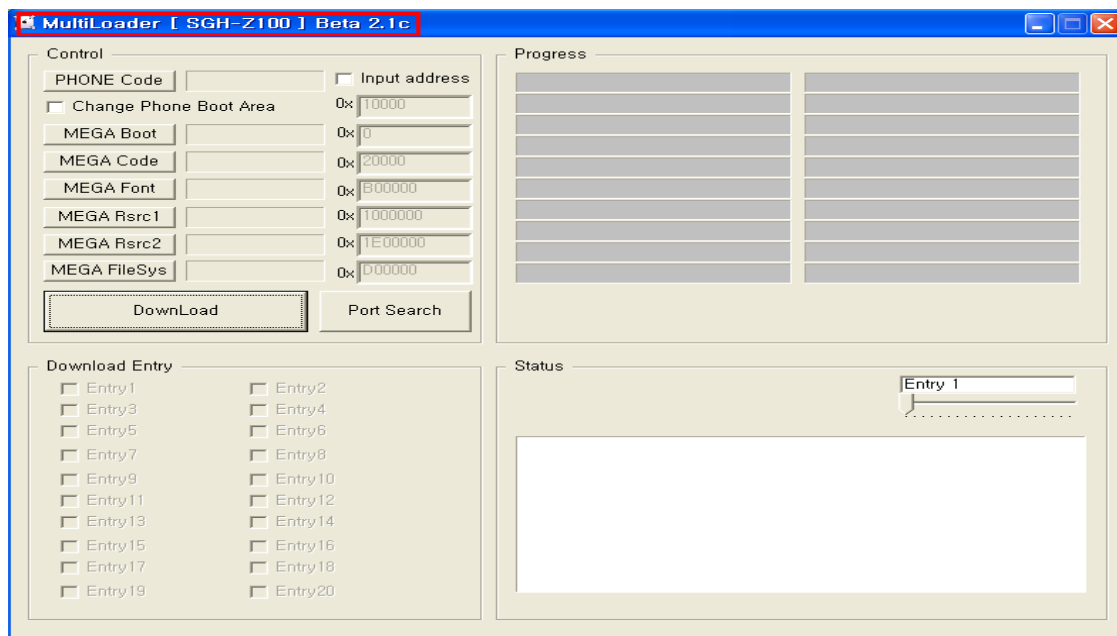 MultiLoader [ SGH-Z100 ] Beta 2.1c
Control
PHONE Code
Input address
Change Phone Boot Area
0x 10000
MEGA Boot
0x 0
MEGA Code
0x 20000
MEGA Font
0x B00000
MEGA Rsrc1
0x 1000000
MEGA Rsrc2
0x 1E00000
MEGA FileSys
0x D00000
DownLoad
Port Search
Progress
Download Entry
Entry1
Entry2
Entry3
Entry4
Entry5
Entry6
Entry7
Entry8
Entry9
Entry10
Entry11
Entry12
Entry13
Entry14
Entry15
Entry16
Entry17
Entry18
Entry19
Entry20
Status
Entry 1